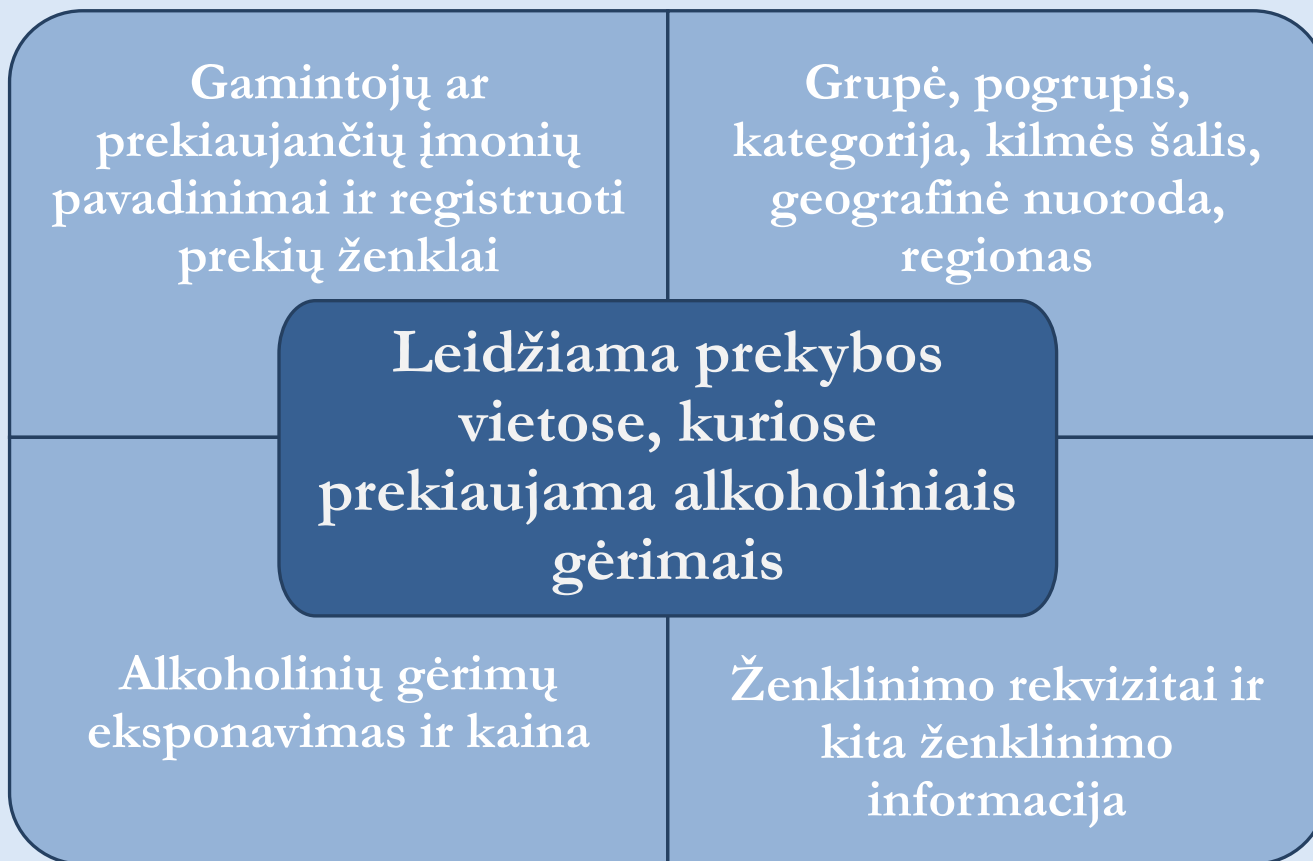 Gamintojų ar
prekiaujančių įmonių
pavadinimai ir registruoti
prekių ženklai
Grupė, pogrupis,
kategorija, kilmės šalis,
geografinė nuoroda,
regionas
Leidžiama prekybos
vietose, kuriose
prekiaujama alkoholiniais
gėrimais
Alkoholinių gėrimų
eksponavimas ir kaina
Ženklinimo rekvizitai ir
kita ženklinimo
informacija